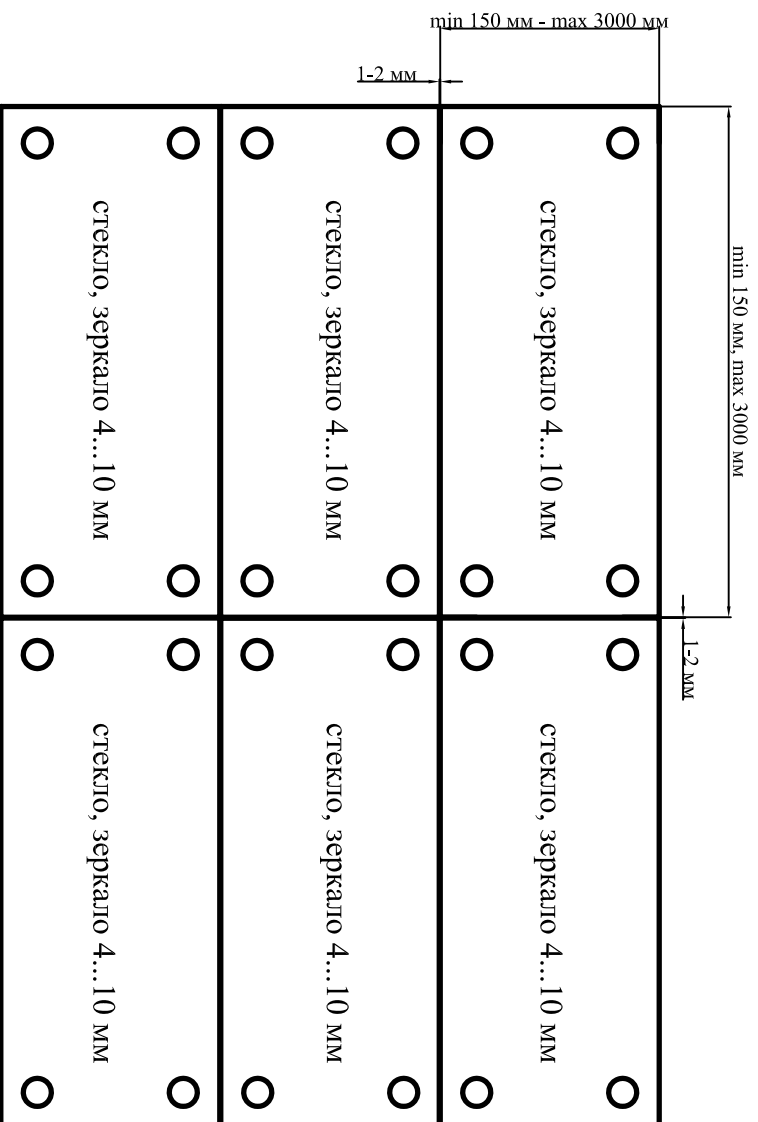 min 150 мм - max 3000 мм
1-2 мм
min 150 мм, max 3000 мм
стекло, зеркало 4...10 мм
стекло, зеркало 4...10 мм
стекло, зеркало 4...10 мм
1-2 мм
стекло, зеркало 4...10 мм
стекло, зеркало 4...10 мм
стекло, зеркало 4...10 мм